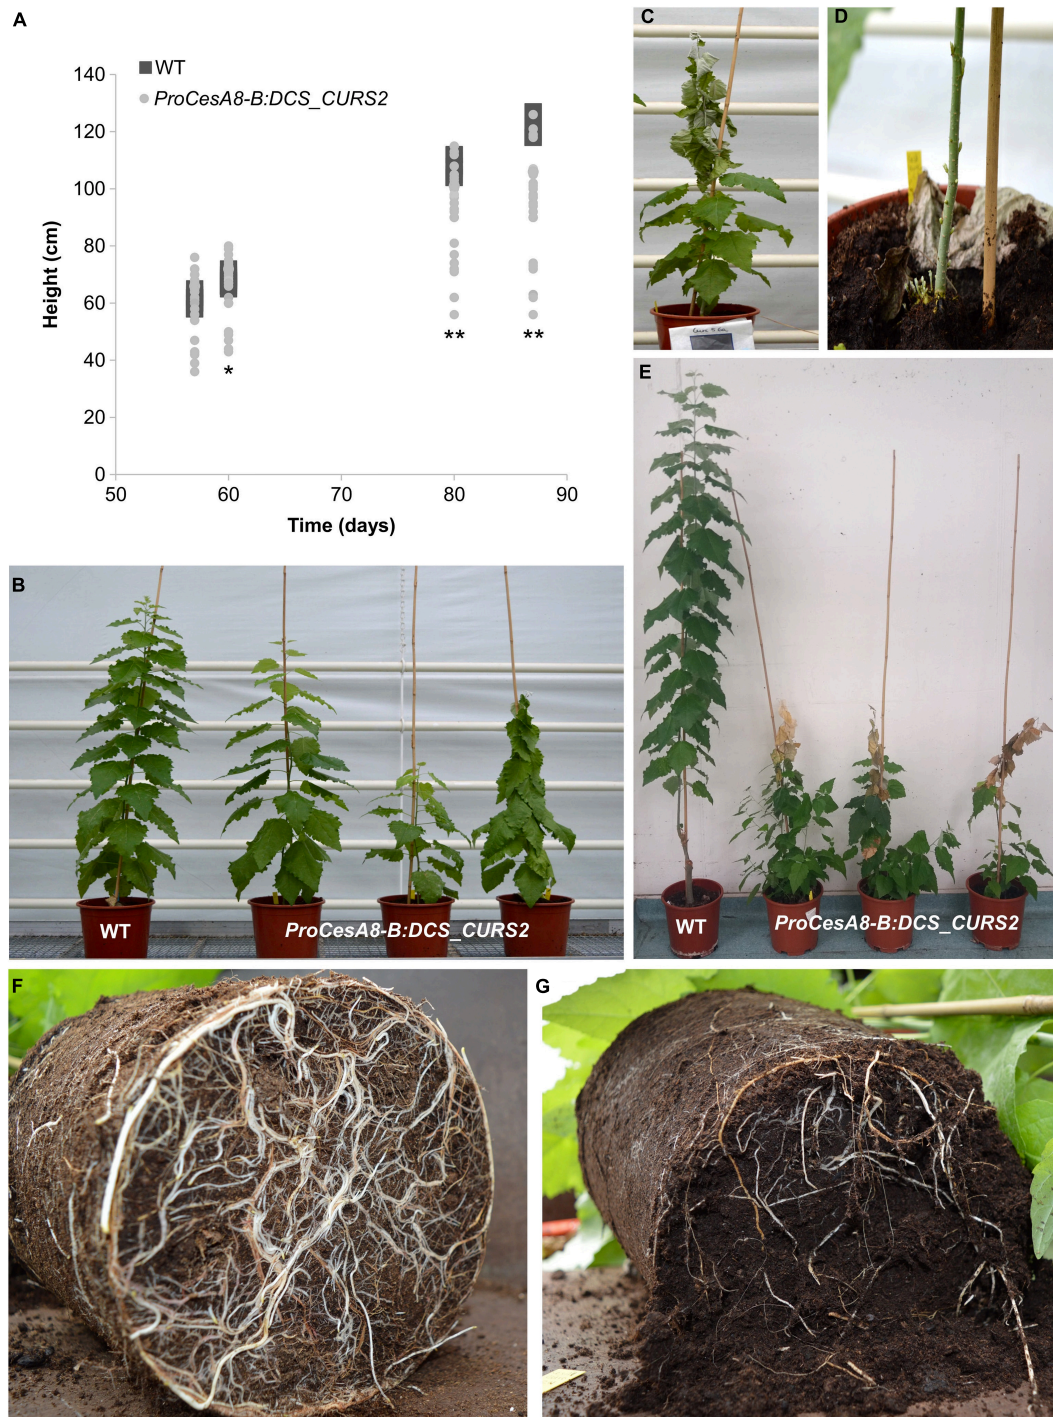 A
WT
ProCesA8-B:DCS_CURS2
140
120
100
80
60
40
20
0
50
60
70
80
90
*
**
**
Height (cm)
Time (days)
B
WT
ProCesA8-B:DCS_CURS2
C
D
E
WT
ProCesA8-B:DCS_CURS2
F
G